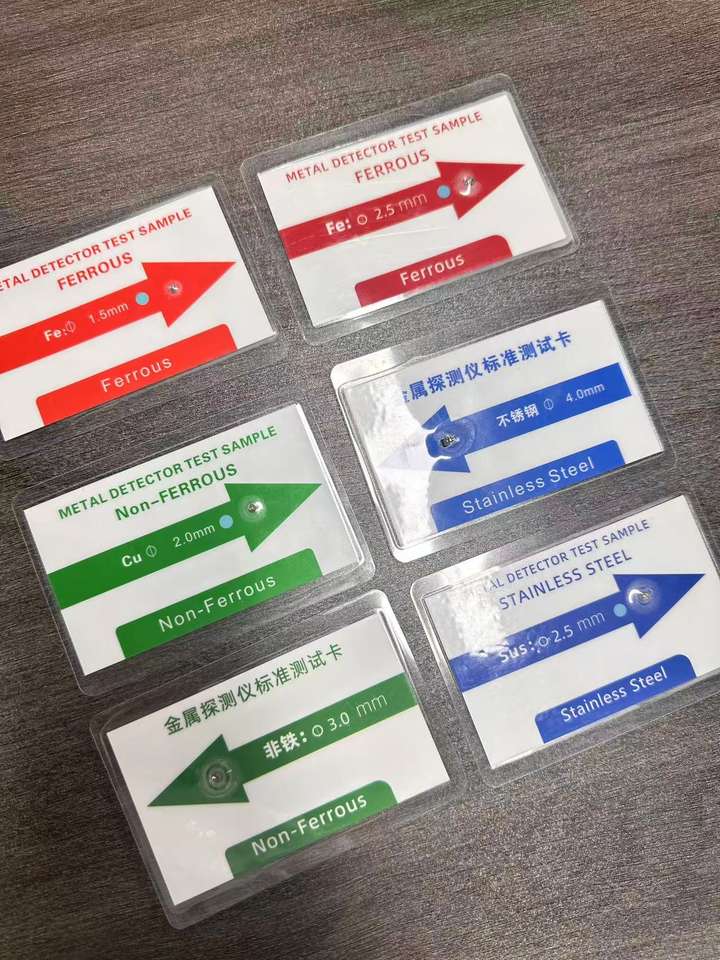 METAL DETECTOR TEST SAMPLE
FERROUS
Fe: Φ 2.5 mm
Ferrous
DETECTOR TEST SAMPLE
FERROUS
Fe:Φ 1.5mm
Ferrous
金属探测仪标准测试卡
不锈钢 Φ 4.0mm
Stainless Steel
METAL DETECTOR TEST SAMPLE
Non-FERROUS
Cu Φ 2.0mm
Non-Ferrous
DETECTOR TEST SAMPLE
STAINLESS STEEL
Sus: Φ 2.5 mm
Stainless Steel
金属探测仪标准测试卡
非铁: Φ 3.0 mm
Non-Ferrous